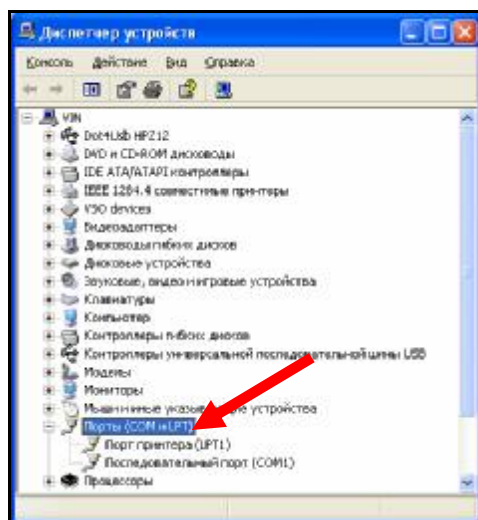 Диспетчер устройств
Консоль Действие Вид Справка
VIN
Dot4Usb HPZ12
DVD и CD-ROM дисководы
IDE ATA/ATAPI контроллеры
IEEE 1284.4 совместимые принтеры
VSO devices
Видеоадаптеры
Дисководы гибких дисков
Дисковые устройства
Звуковые, видео и игровые устройства
Клавиатуры
Компьютер
Контроллеры гибких дисков
Контроллеры универсальной последовательной шины USB
Модемы
Мониторы
Мыши и иные указывающие устройства
Порты (COM и LPT)
Порт принтера (LPT1)
Последовательный порт (COM1)
Процессоры